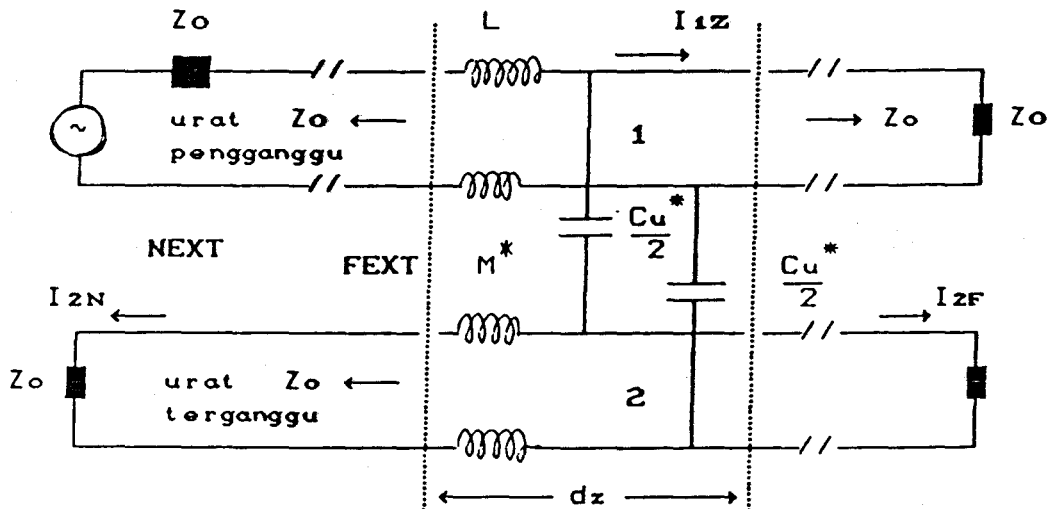 Zo
L
I1Z
~
urat Zo
pengganggu
1
Zo
Zo
Cu*
2
NEXT
FEXT
M*
Cu*
2
I2N
I2F
Zo
urat Zo
terganggu
2
dz